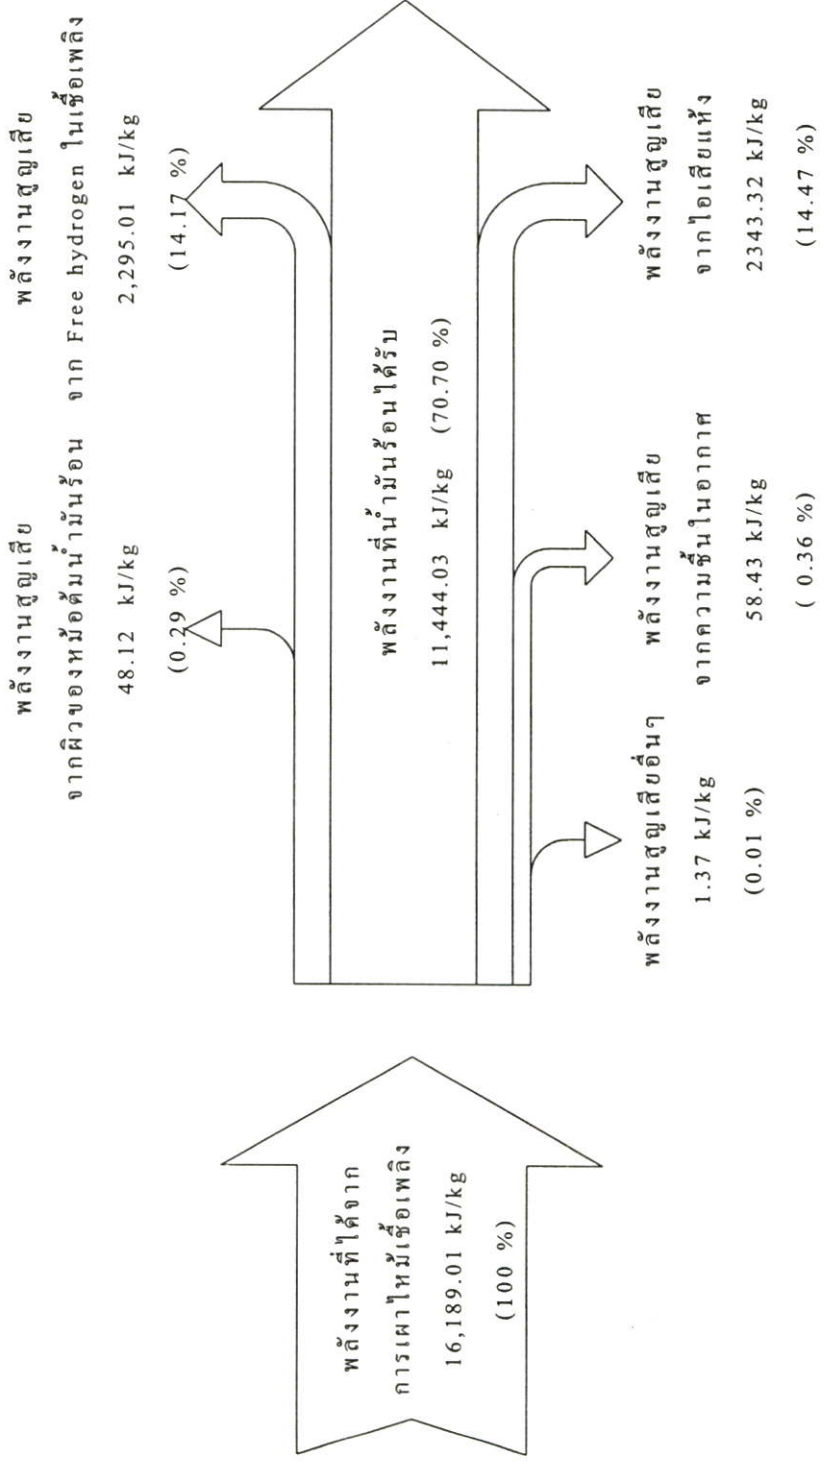 พลังงานที่ได้จาก
การเผาไหม้เชื้อเพลิง
16,189.01 kJ/kg
(100 %)
พลังงานสูญเสีย
จากผิวของหม้อต้มน้ำมันร้อน
48.12 kJ/kg
(0.29 %)
พลังงานสูญเสีย
จาก Free hydrogen ในเชื้อเพลิง
2,295.01 kJ/kg
(14.17 %)
พลังงานที่น้ำมันร้อนได้รับ
11,444.03 kJ/kg (70.70 %)
พลังงานสูญเสียอื่นๆ
1.37 kJ/kg
(0.01 %)
พลังงานสูญเสีย
จากความชื้นในอากาศ
58.43 kJ/kg
( 0.36 %)
พลังงานสูญเสีย
จากไอเสียแห้ง
2343.32 kJ/kg
(14.47 %)